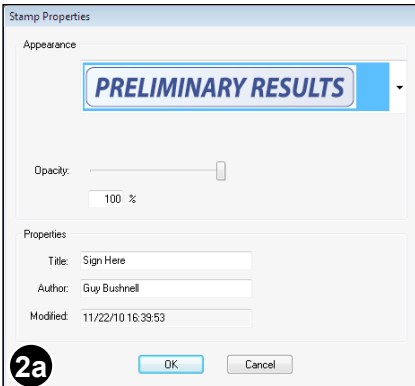 Stamp Properties
Appearance
PRELIMINARY RESULTS
Opacity:
100 %
Properties
Title: Sign Here
Author: Guy Bushnell
Modified: 11/22/10 16:39:53
2a
OK Cancel